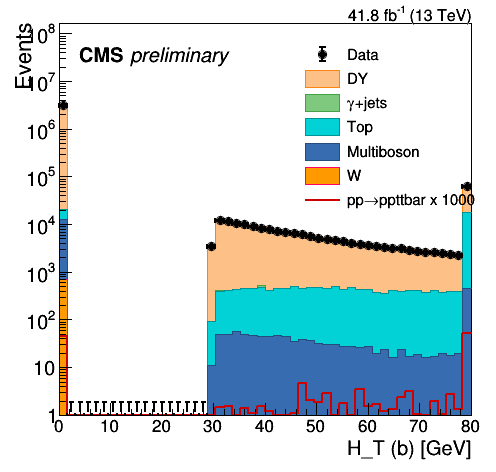 41.8 fb⁻¹ (13 TeV)
Events
CMS preliminary
Data
DY
γ+jets
Top
Multiboson
W
pp→ppttbar x 1000
10⁸
10⁷
10⁶
10⁵
10⁴
10³
10²
10
1
0 10 20 30 40 50 60 70 80
H_T (b) [GeV]